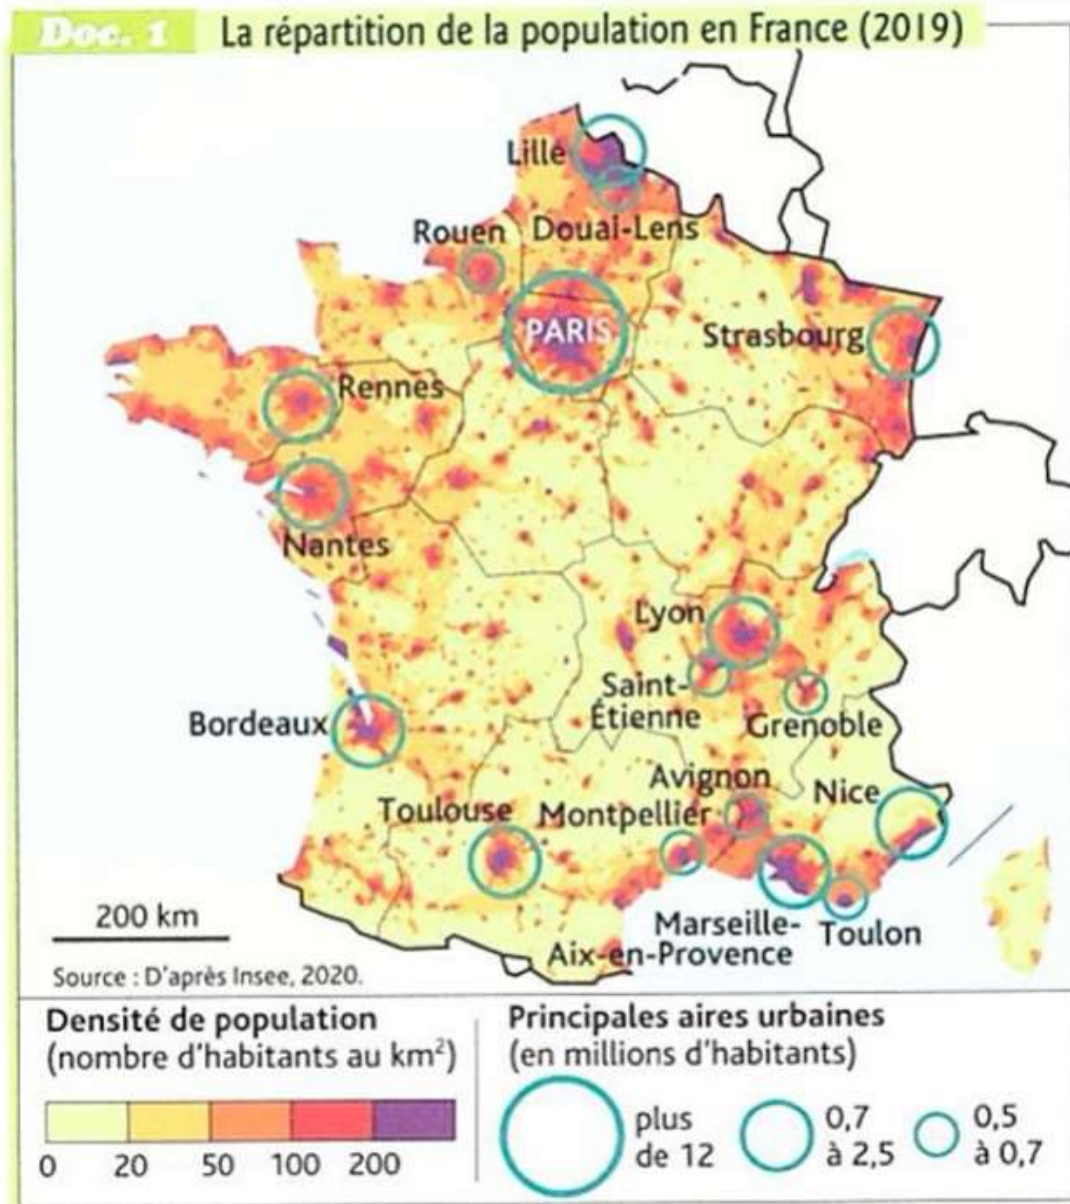 Doc. 1 La répartition de la population en France (2019)
Lille
Rouen Douai-Lens
PARIS
Strasbourg
Rennes
Nantes
Lyon
Saint-
Étienne
Grenoble
Bordeaux
Avignon
Nice
Toulouse
Montpellier
Marseille-
Aix-en-Provence
Toulon
200 km
Source : D'après Insee, 2020.
Densité de population
(nombre d'habitants au km²)
0 20 50 100 200
Principales aires urbaines
(en millions d'habitants)
plus
de 12
0,7
à 2,5
0,5
à 0,7